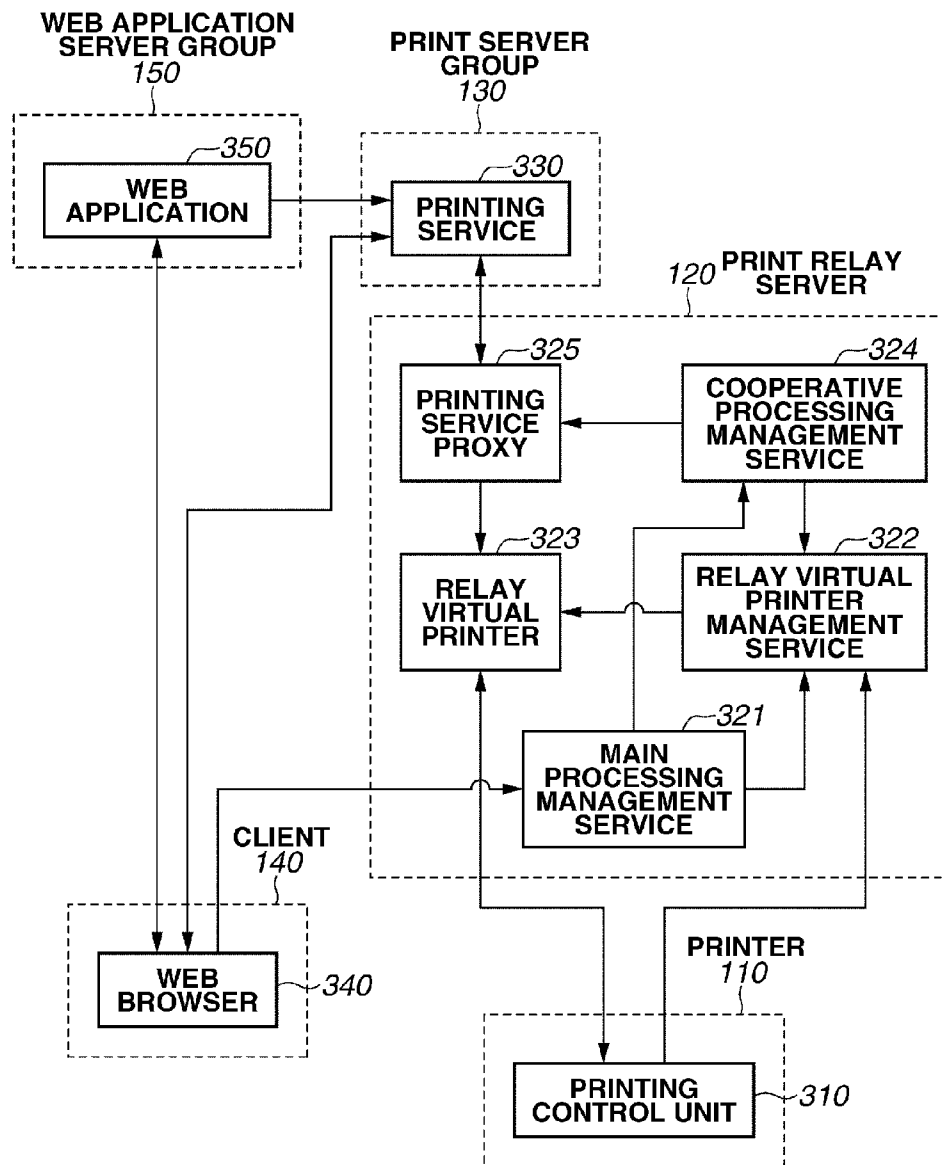 WEB APPLICATION
SERVER GROUP
150
PRINT SERVER
GROUP
130
350
WEB
APPLICATION
330
PRINTING
SERVICE
120
PRINT RELAY
SERVER
325
PRINTING
SERVICE
PROXY
324
COOPERATIVE
PROCESSING
MANAGEMENT
SERVICE
323
RELAY
VIRTUAL
PRINTER
322
RELAY VIRTUAL
PRINTER
MANAGEMENT
SERVICE
321
MAIN
PROCESSING
MANAGEMENT
SERVICE
CLIENT
140
WEB
BROWSER
340
PRINTER
110
PRINTING
CONTROL UNIT
310